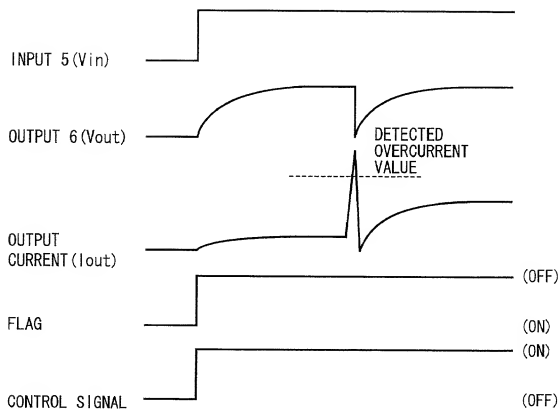 INPUT 5(Vin)
OUTPUT 6(Vout)
DETECTED
OVERCURRENT
VALUE
OUTPUT
CURRENT(Iout)
(OFF)
FLAG
(ON)
(ON)
CONTROL SIGNAL
(OFF)